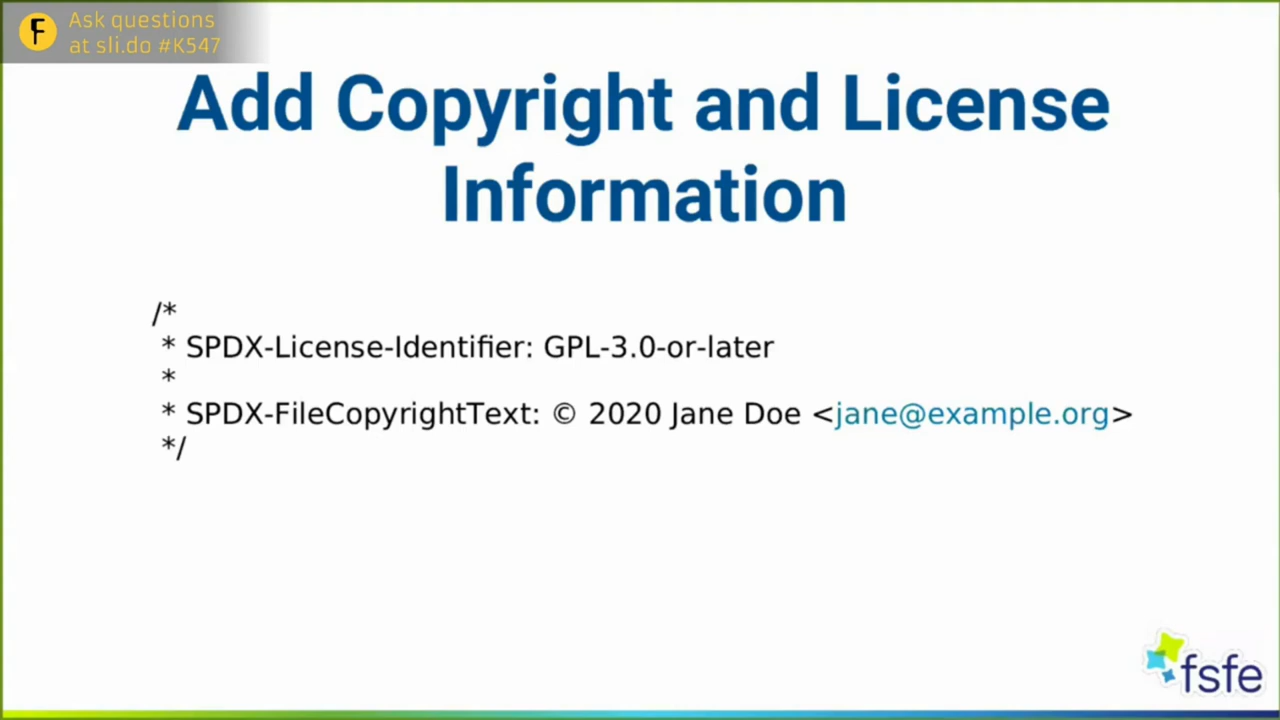 F
Ask questions
at sli.do #K547
Add Copyright and License
Information
/*
* SPDX-License-Identifier: GPL-3.0-or-later
*
* SPDX-FileCopyrightText: © 2020 Jane Doe <jane@example.org>
*/
fsfe